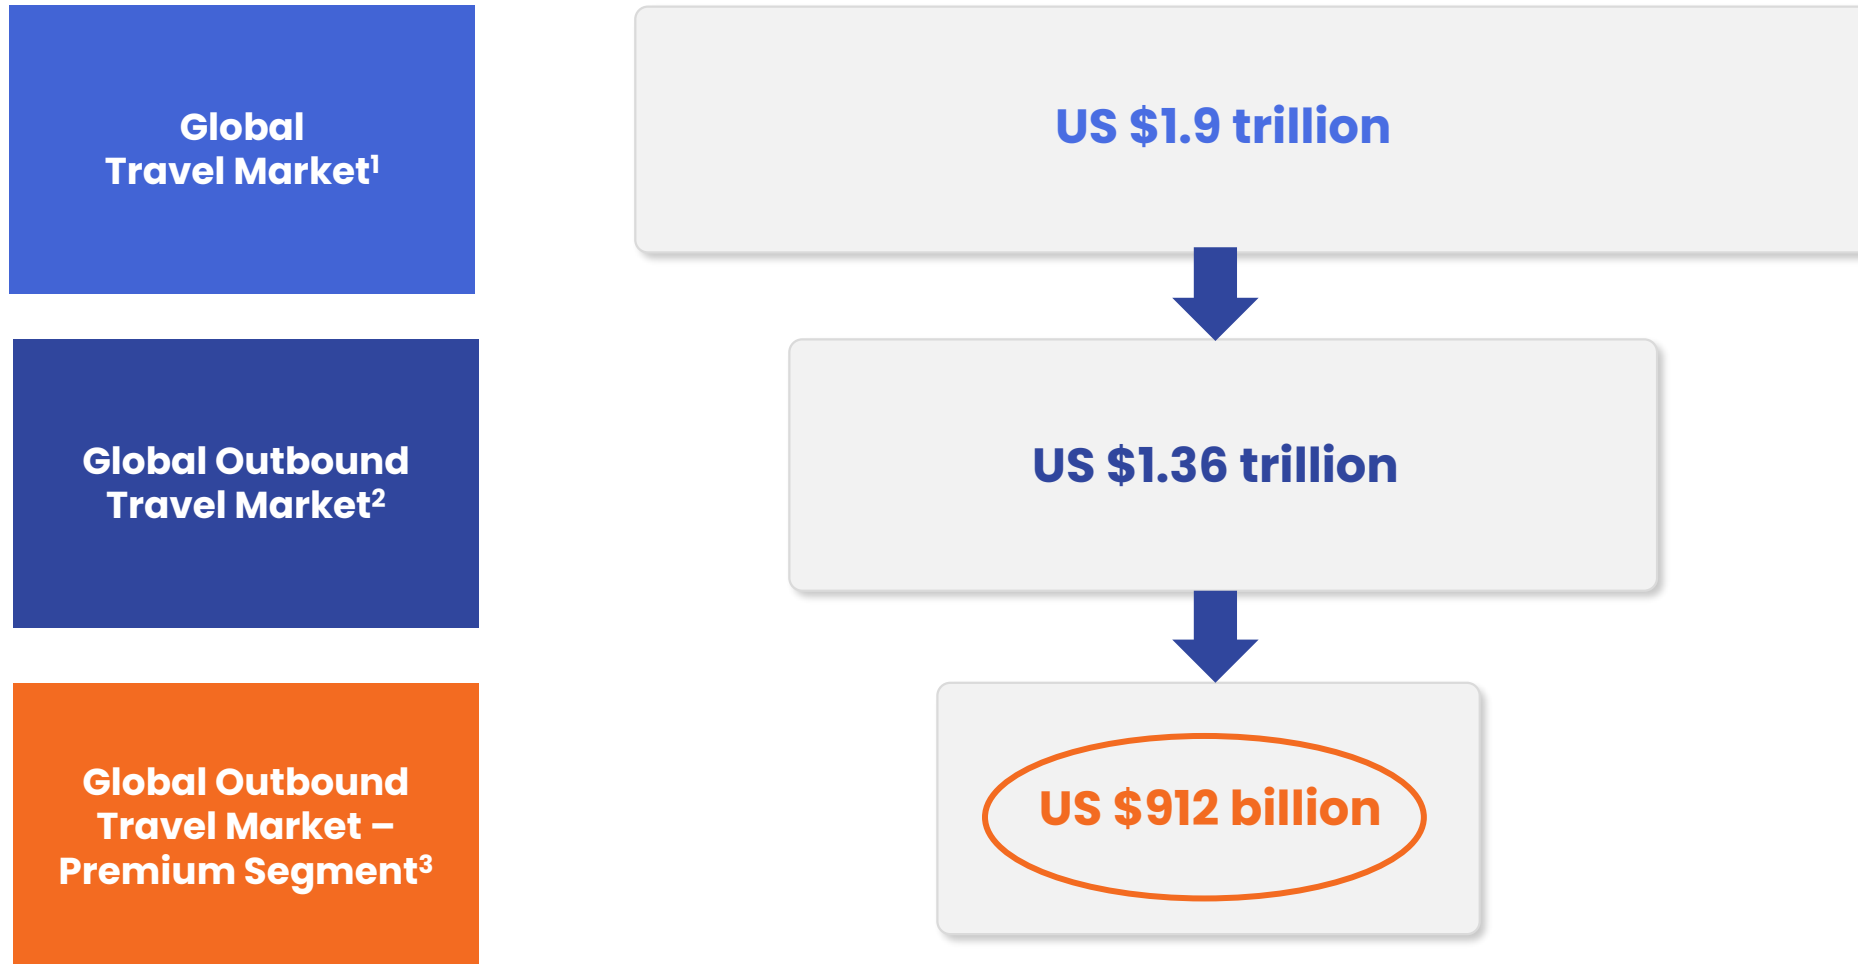 Global
Travel Market¹
US $1.9 trillion
Global Outbound
Travel Market²
US $1.36 trillion
Global Outbound
Travel Market –
Premium Segment³
US $912 billion